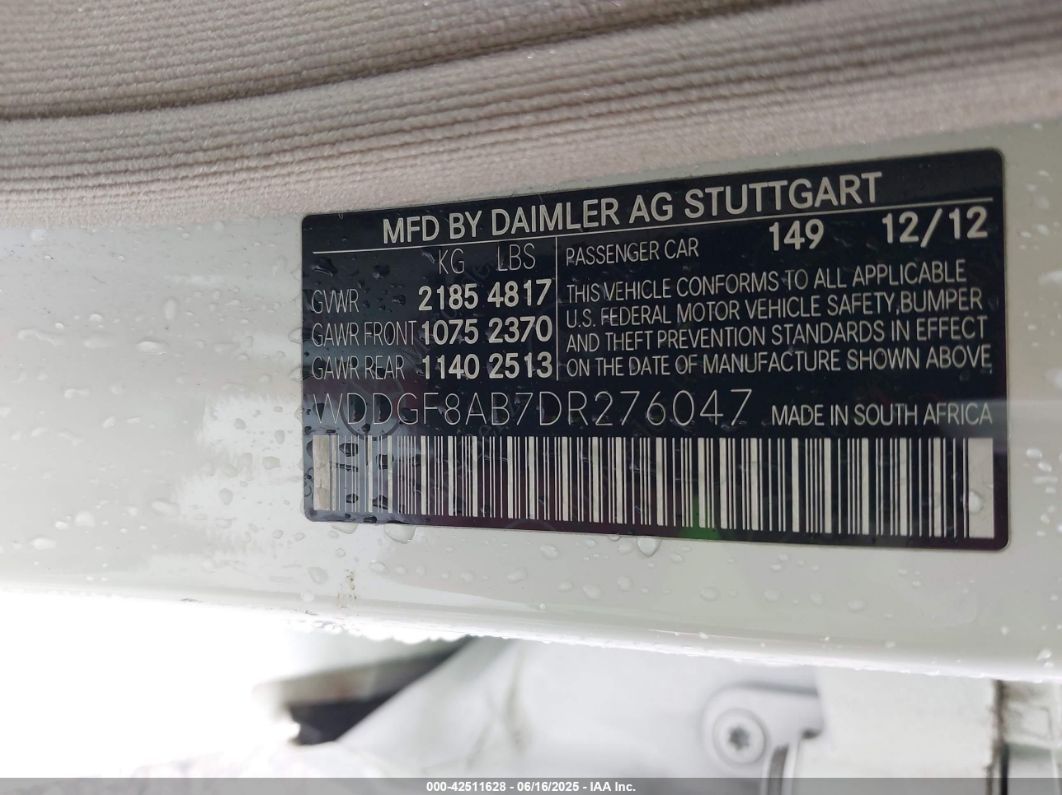 MFD BY DAIMLER AG STUTTGART
KG LBS
GVWR 2185 4817
GAWR FRONT 1075 2370
GAWR REAR 1140 2513
PASSENGER CAR 149 12/12
THIS VEHICLE CONFORMS TO ALL APPLICABLE
U.S. FEDERAL MOTOR VEHICLE SAFETY,BUMPER
AND THEFT PREVENTION STANDARDS IN EFFECT
ON THE DATE OF MANUFACTURE SHOWN ABOVE
WDDGF8AB7DR276047 MADE IN SOUTH AFRICA
000-42511628 - 06/16/2025 - IAA Inc.